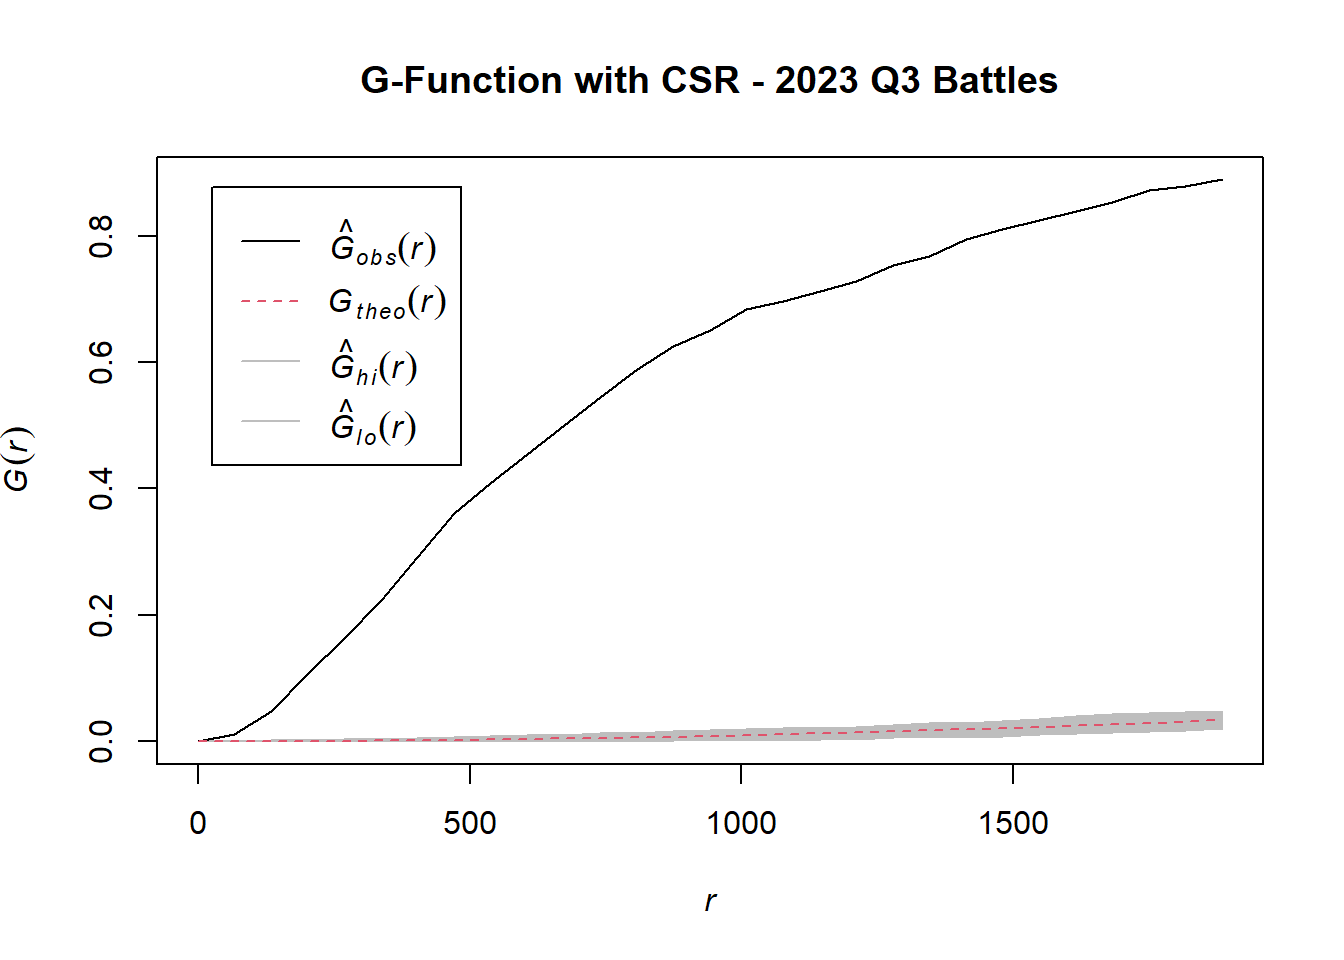 G-Function with CSR - 2023 Q3 Battles
Ĝobs(r)
Gtheo(r)
Ĝhi(r)
Ĝlo(r)
G(r)
0.8
0.6
0.4
0.2
0.0
0 500 1000 1500
r